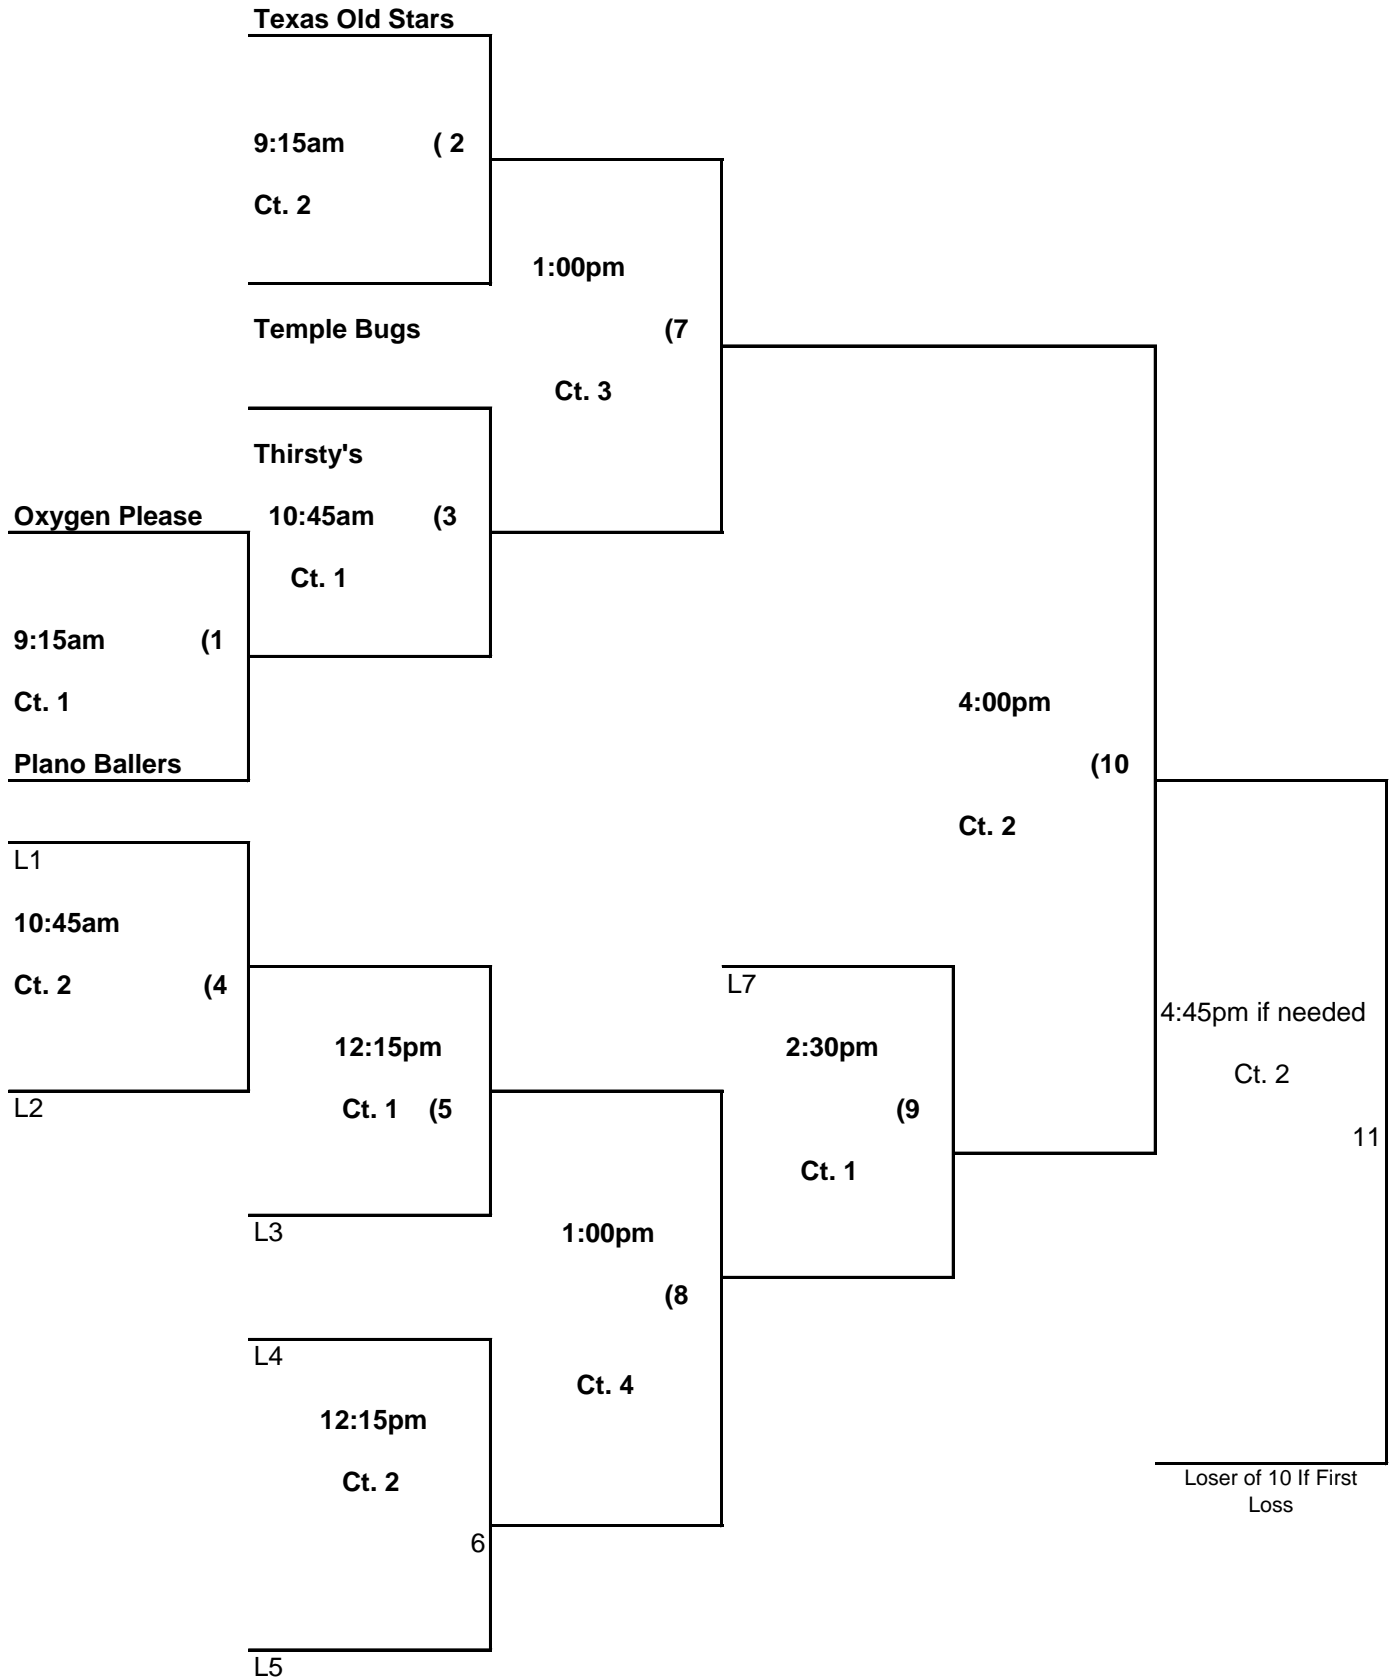 Texas Old Stars
9:15am ( 2
Ct. 2
1:00pm
Temple Bugs (7
Ct. 3
Thirsty's
Oxygen Please 10:45am (3
Ct. 1
9:15am (1
Ct. 1 4:00pm
Plano Ballers (10
Ct. 2
L1
10:45am
Ct. 2 (4 L7
4:45pm if needed
12:15pm 2:30pm
Ct. 2
L2 Ct. 1 (5 (9
11
Ct. 1
L3 1:00pm
(8
L4
Ct. 4
12:15pm
Ct. 2 Loser of 10 If First
Loss
6
L5